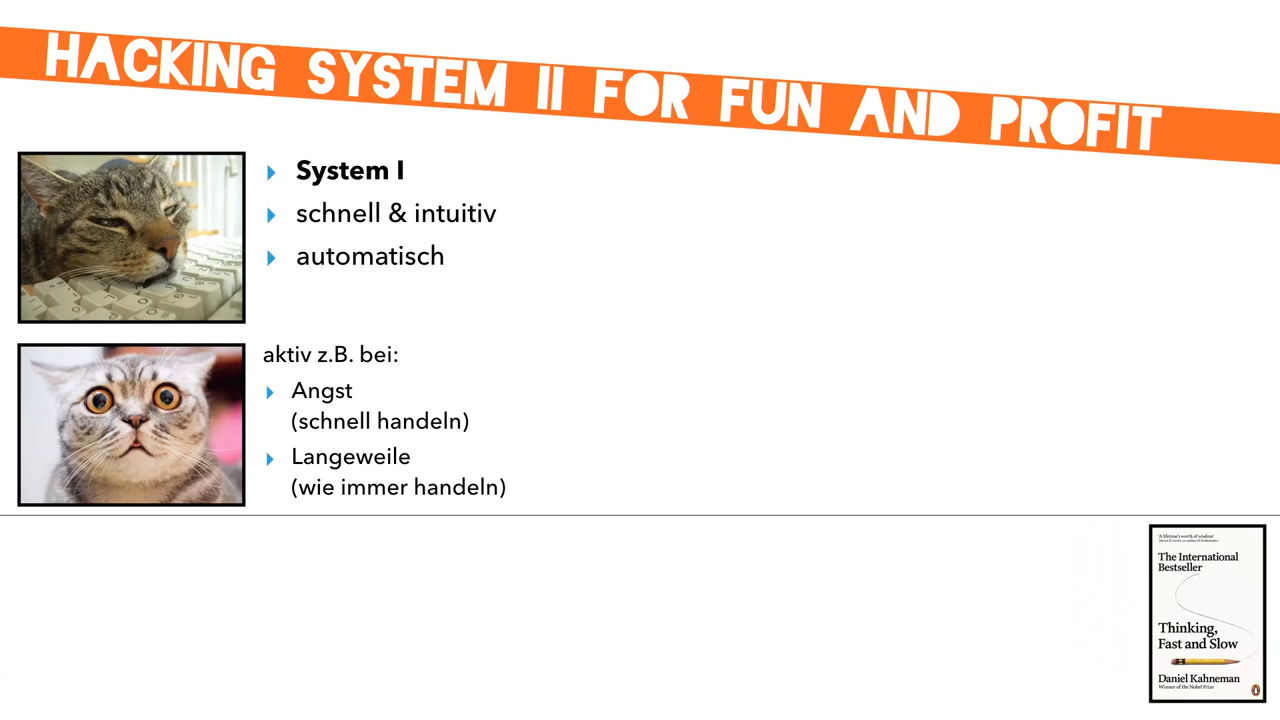 HACKING SYSTEM II FOR FUN AND PROFIT
System I
schnell & intuitiv
automatisch
aktiv z.B. bei:
Angst
(schnell handeln)
Langeweile
(wie immer handeln)
'A lifetime's worth of wisdom'
The International
Bestseller
Thinking,
Fast and Slow
Daniel Kahneman
Winner of the Nobel Prize